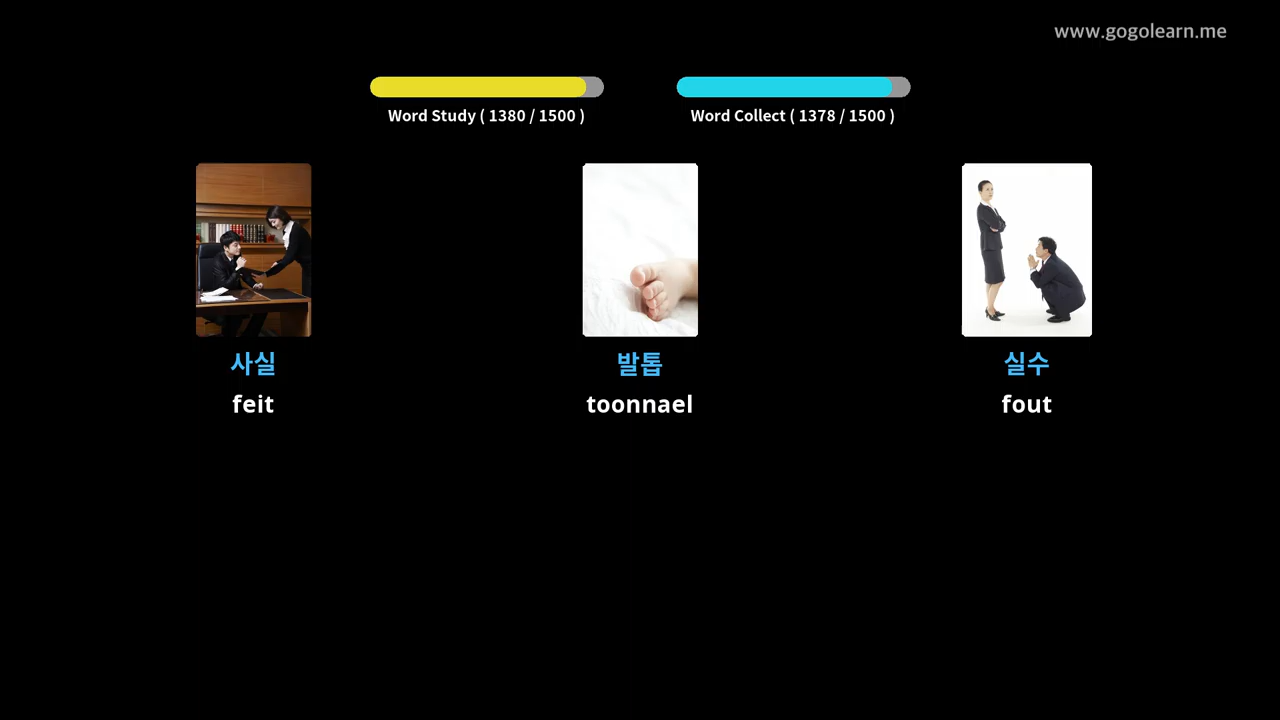 www.gogolearn.me
Word Study ( 1380 / 1500 )
Word Collect ( 1378 / 1500 )
사실
발톱
실수
feit
toonnael
fout